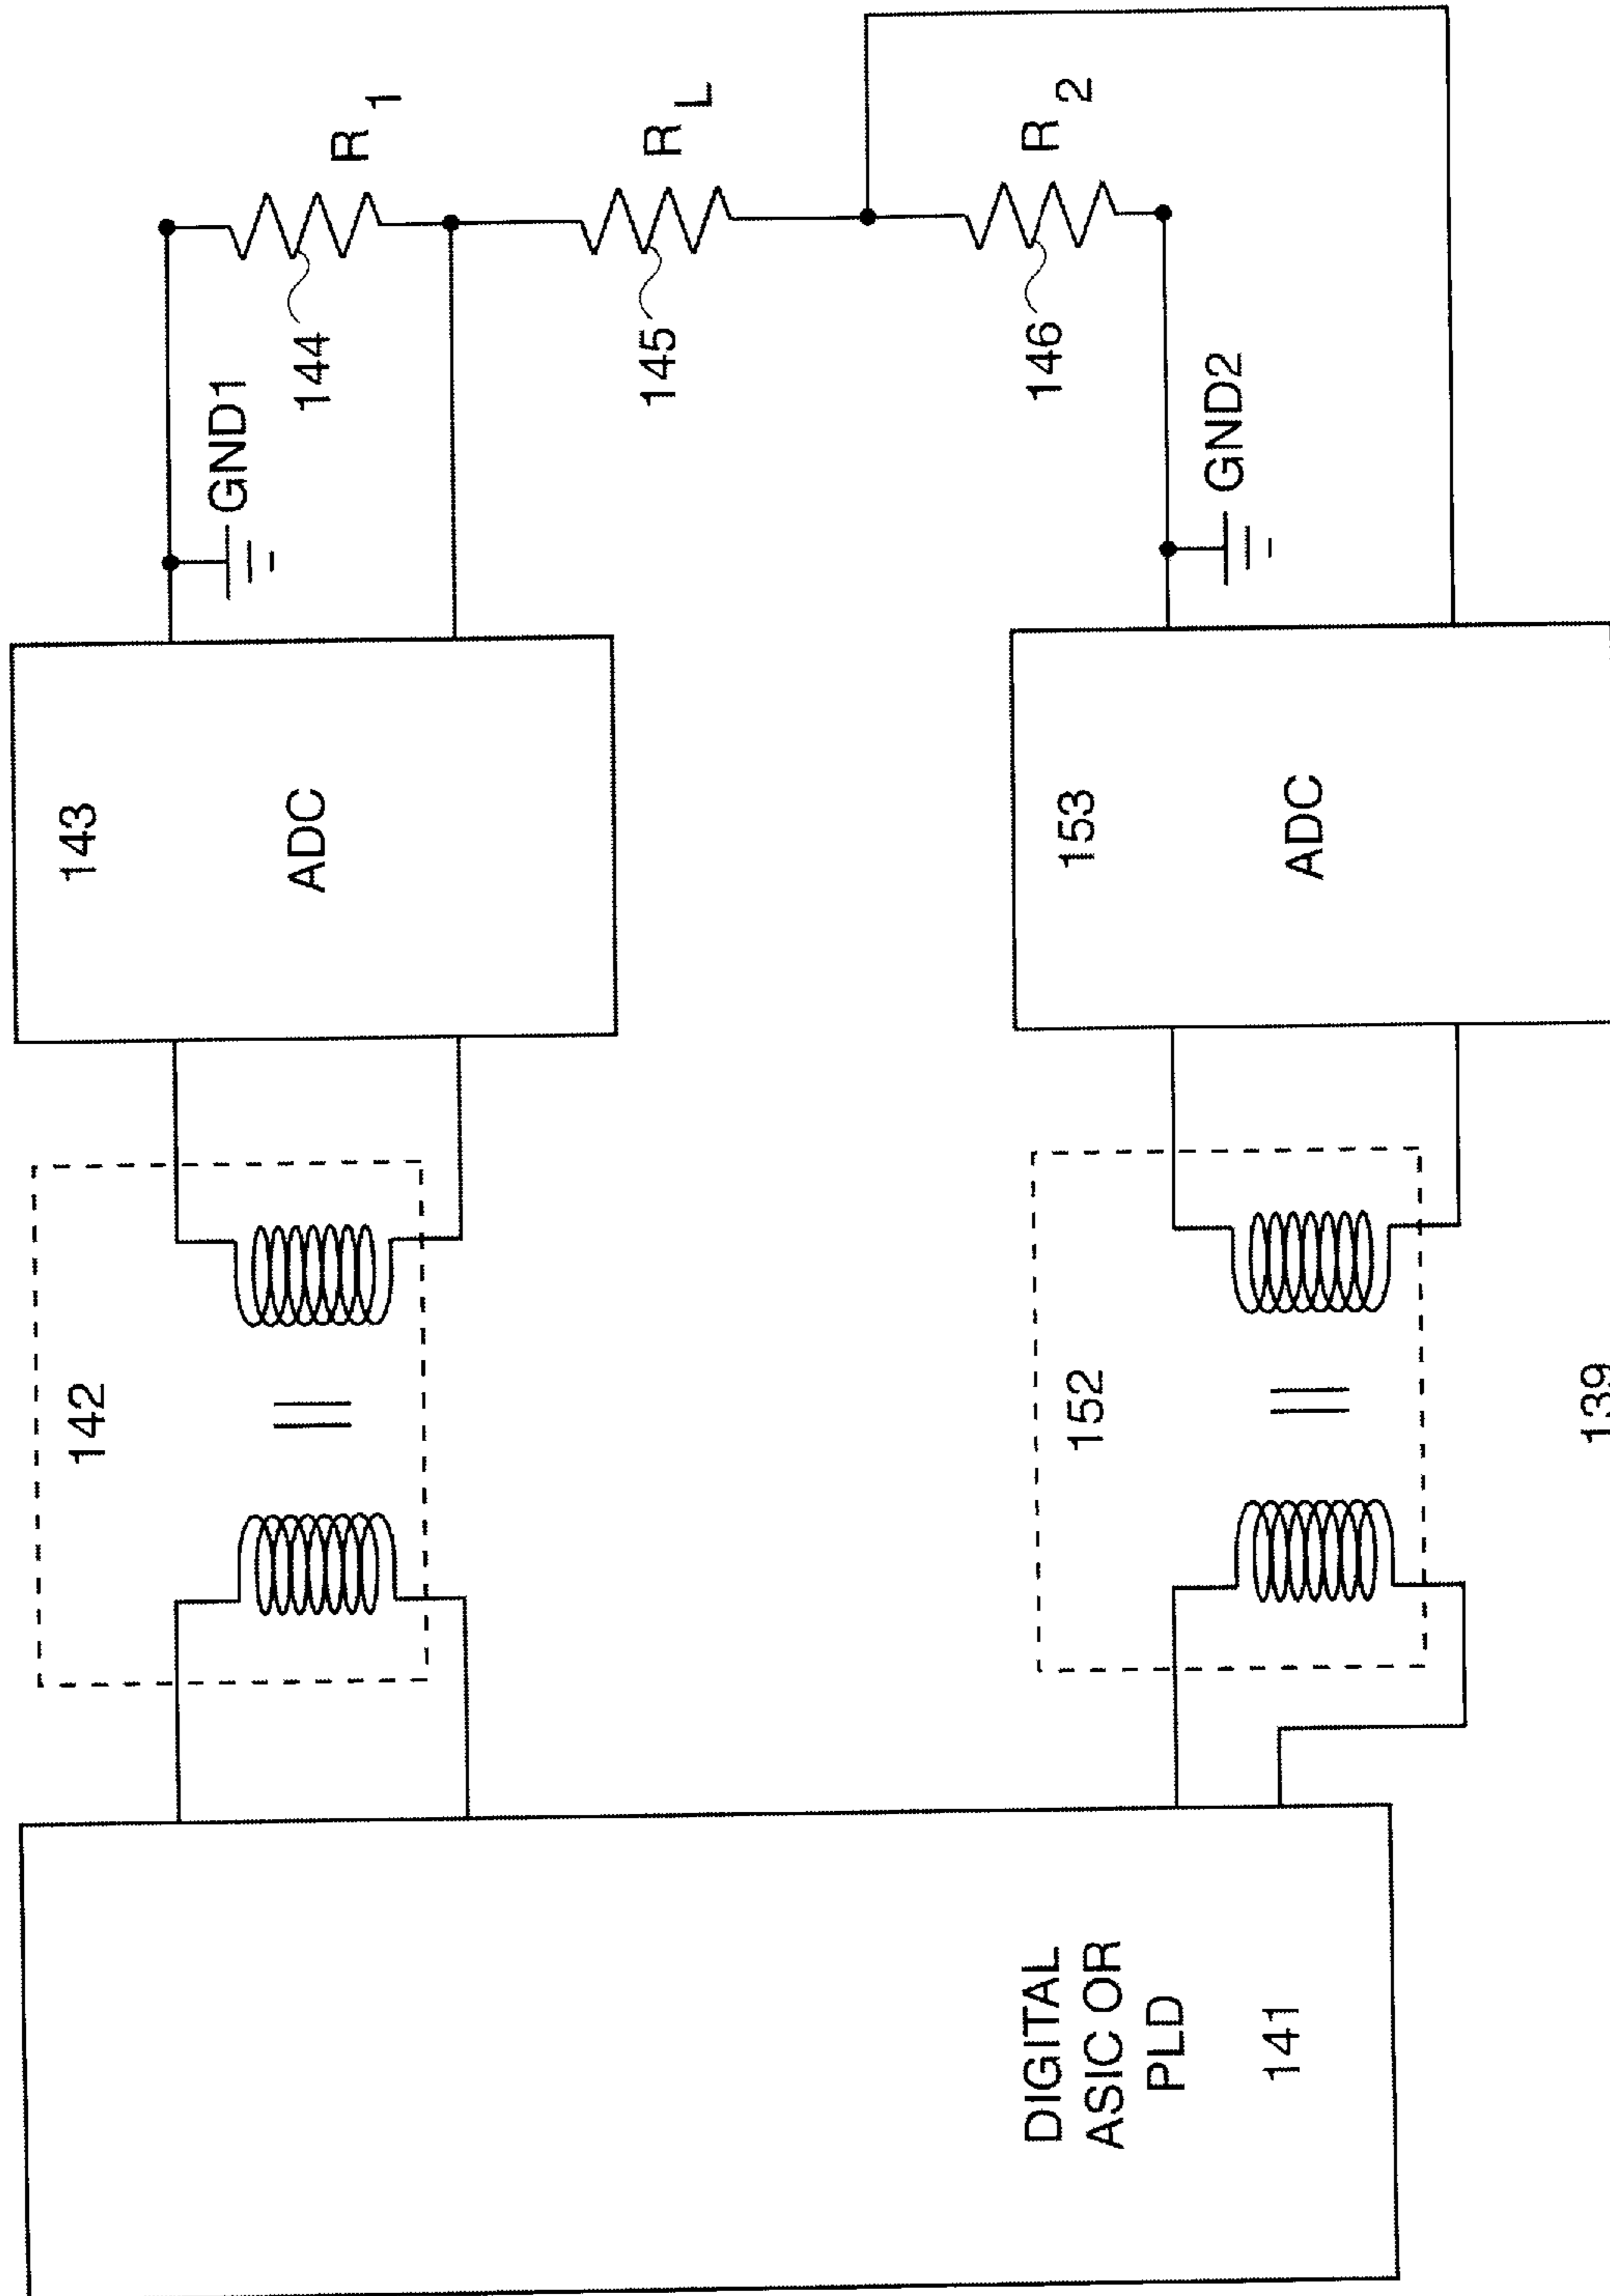 143
ADC
GND1
144
R 1
145
R L
146
R 2
GND2
153
ADC
142
152
139
DIGITAL
ASIC OR
PLD
141